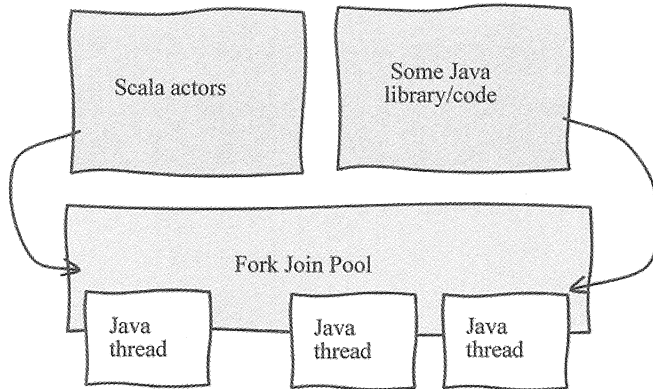 Scala actors
Some Java
library/code
Fork Join Pool
Java
thread
Java
thread
Java
thread